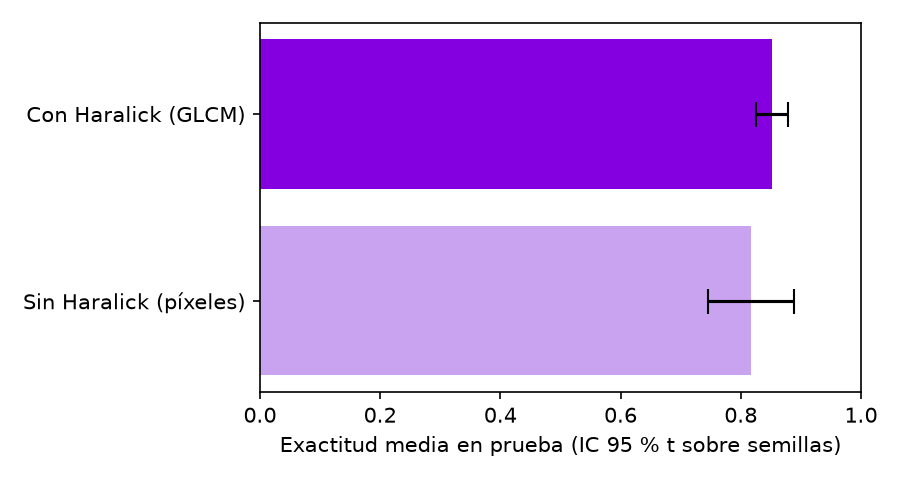 Con Haralick (GLCM)
Sin Haralick (píxeles)
0.0 0.2 0.4 0.6 0.8 1.0
Exactitud media en prueba (IC 95 % t sobre semillas)